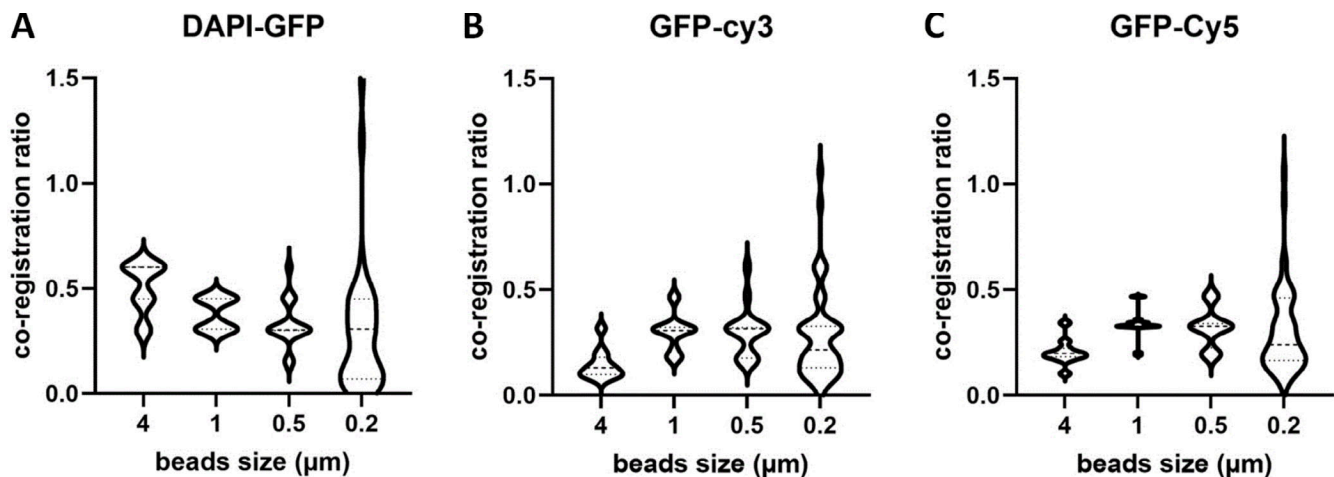 A
DAPI-GFP
co-registration ratio
1.5
1.0
0.5
0.0
4 1 0.5 0.2
beads size (µm)
B
GFP-cy3
co-registration ratio
1.5
1.0
0.5
0.0
4 1 0.5 0.2
beads size (µm)
C
GFP-Cy5
co-registration ratio
1.5
1.0
0.5
0.0
4 1 0.5 0.2
beads size (µm)